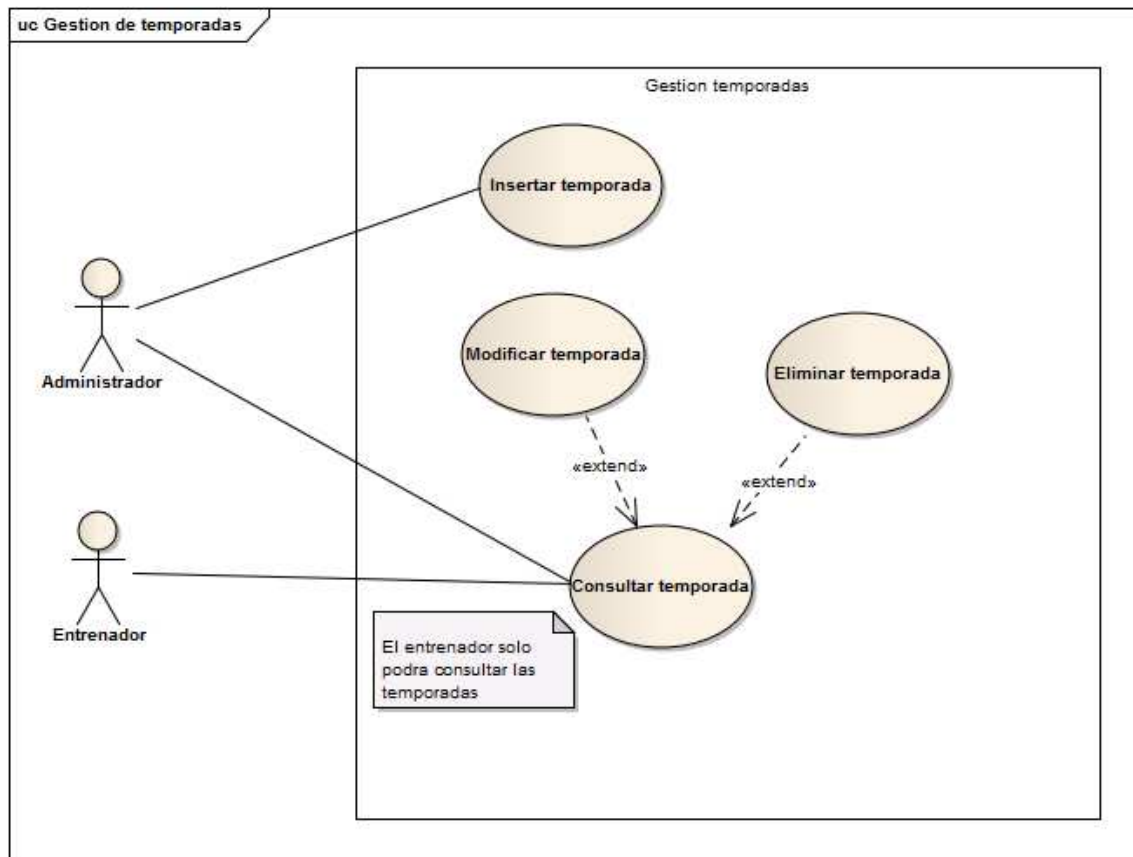 uc Gestion de temporadas
Gestion temporadas
Insertar temporada
Modificar temporada
Eliminar temporada
Administrador
«extend»
«extend»
Consultar temporada
Entrenador
El entrenador solo
podra consultar las
temporadas